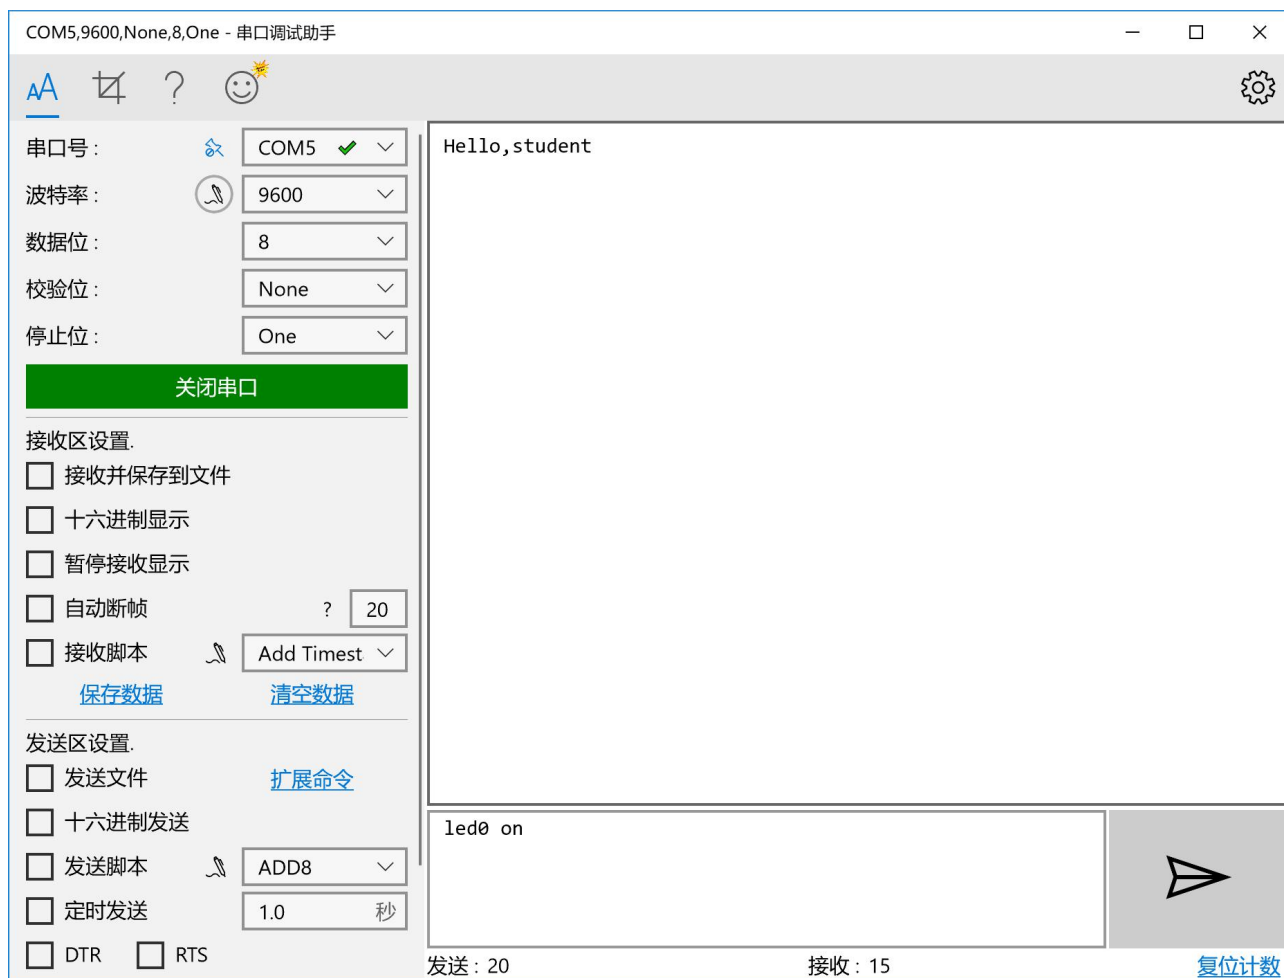 COM5,9600,None,8,One - 串口调试助手
AA
串口号 : COM5
波特率 : 9600
数据位 : 8
校验位 : None
停止位 : One
关闭串口
接收区设置.
接收并保存到文件
十六进制显示
暂停接收显示
自动断帧 ? 20
接收脚本 Add Timest
保存数据 清空数据
发送区设置.
发送文件 扩展命令
十六进制发送
发送脚本 ADD8
定时发送 1.0 秒
DTR RTS
Hello,student
led0 on
发送 : 20 接收 : 15 复位计数